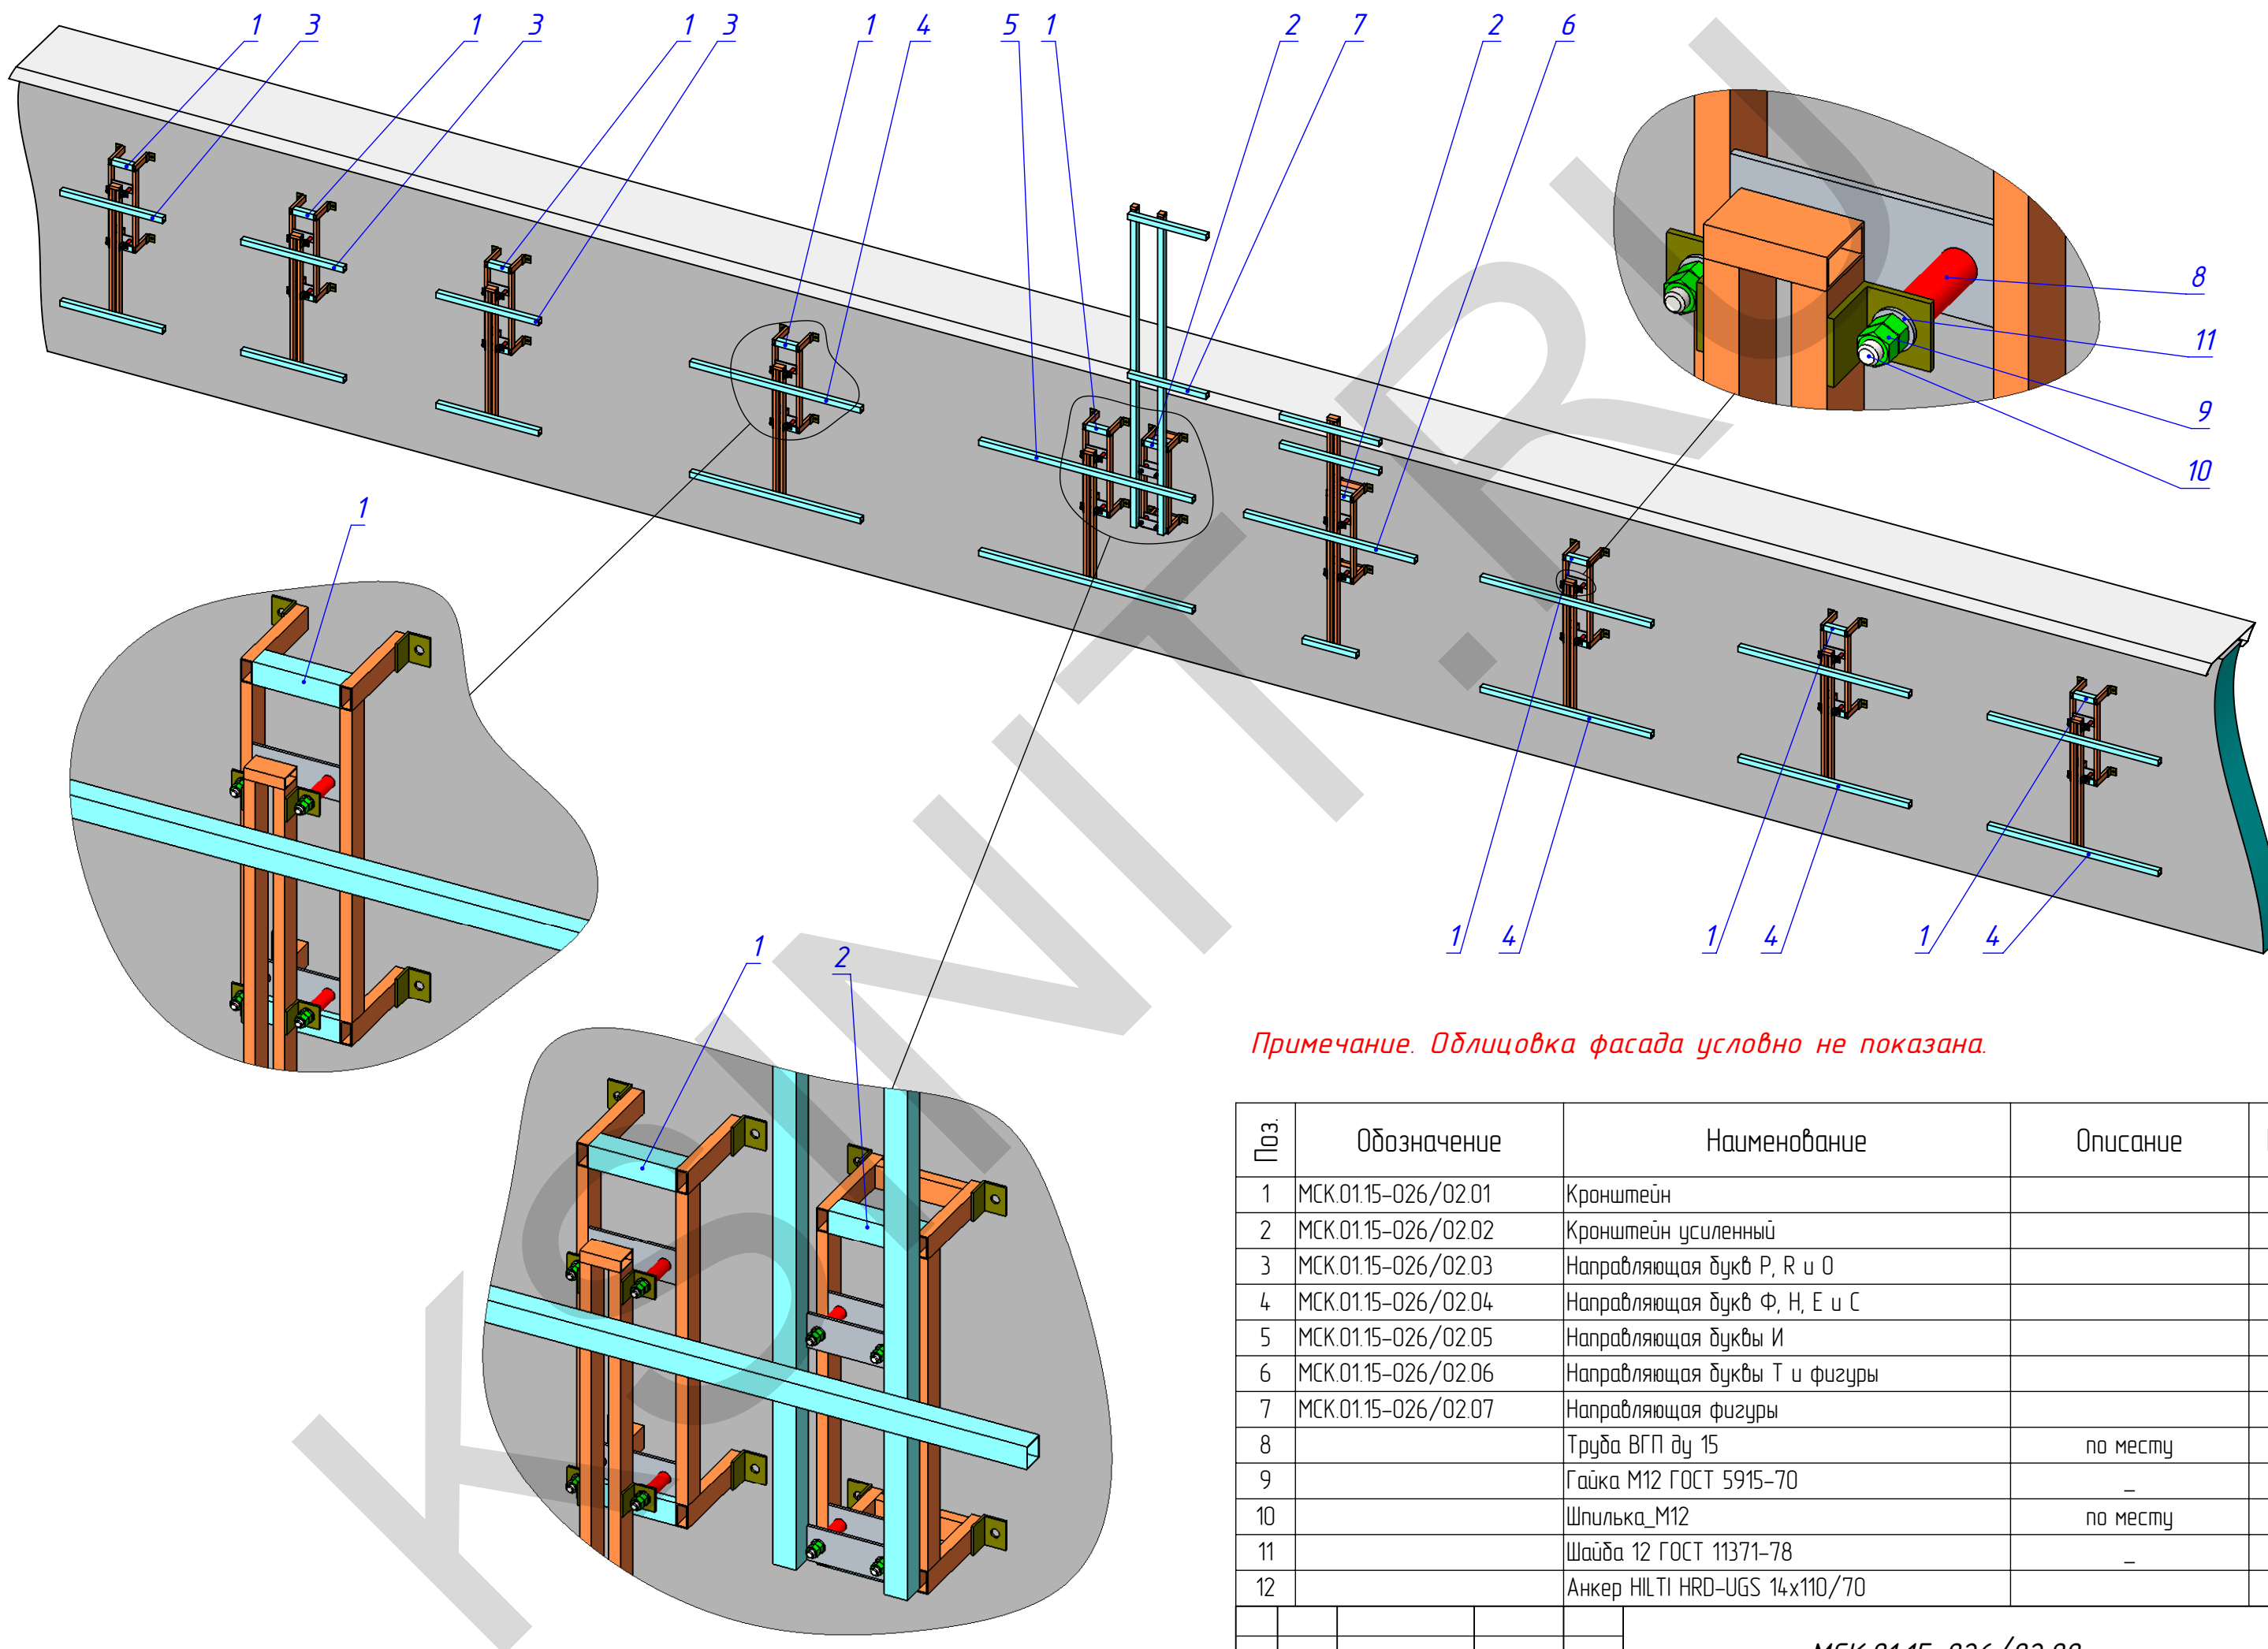 1 3 1 3 1 3 1 4 5 1 2 7 2 6
8
11
9
10
1
1 4 1 4 1 4
1 2
1
1
2
KSINIT.RU
Примечание. Облицовка фасада условно не показана.
Поз. Обозначение Наименование Описание
1 МСК.01.15-026/02.01 Кронштейн
2 МСК.01.15-026/02.02 Кронштейн усиленный
3 МСК.01.15-026/02.03 Направляющая букв Р, R и О
4 МСК.01.15-026/02.04 Направляющая букв Ф, Н, Е и С
5 МСК.01.15-026/02.05 Направляющая буквы И
6 МСК.01.15-026/02.06 Направляющая буквы Т и фигуры
7 МСК.01.15-026/02.07 Направляющая фигуры
8 Труба ВГП ду 15 по месту
9 Гайка М12 ГОСТ 5915-70 _
10 Шпилька_М12 по месту
11 Шайба 12 ГОСТ 11371-78 _
12 Анкер HILTI HRD-UGS 14x110/70